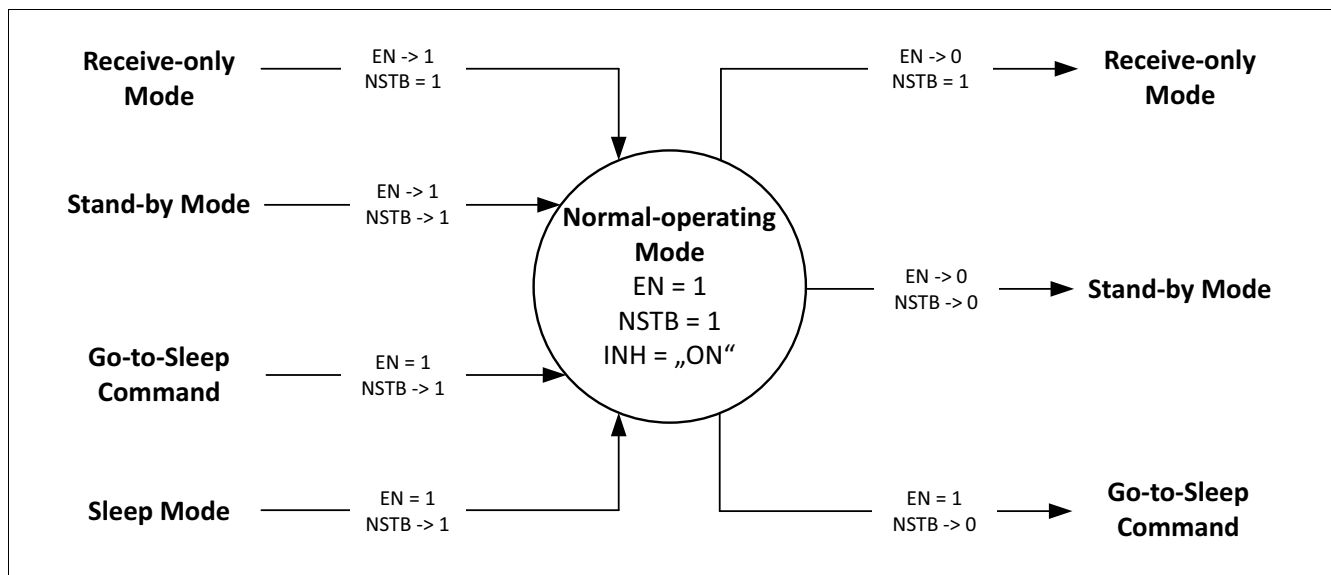 Receive-only
Mode
EN -> 1
NSTB = 1
EN -> 0
NSTB = 1
Receive-only
Mode
Stand-by Mode
EN -> 1
NSTB -> 1
Normal-operating
Mode
EN = 1
NSTB = 1
INH = „ON“
EN -> 0
NSTB -> 0
Stand-by Mode
Go-to-Sleep
Command
EN = 1
NSTB -> 1
Sleep Mode
EN = 1
NSTB -> 1
EN = 1
NSTB -> 0
Go-to-Sleep
Command